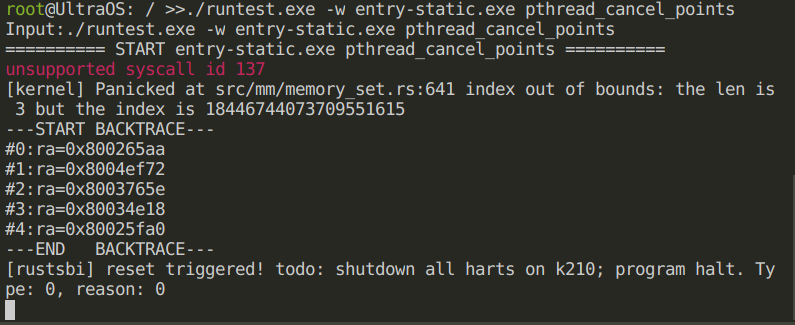 root@UltraOS: / >>./runtest.exe -w entry-static.exe pthread_cancel_points
Input:./runtest.exe -w entry-static.exe pthread_cancel_points
========== START entry-static.exe pthread_cancel_points ==========
unsupported syscall id 137
[kernel] Panicked at src/mm/memory_set.rs:641 index out of bounds: the len is
 3 but the index is 18446744073709551615
---START BACKTRACE---
#0:ra=0x800265aa
#1:ra=0x8004ef72
#2:ra=0x8003765e
#3:ra=0x80034e18
#4:ra=0x80025fa0
---END   BACKTRACE---
[rustsbi] reset triggered! todo: shutdown all harts on k210; program halt. Ty
pe: 0, reason: 0